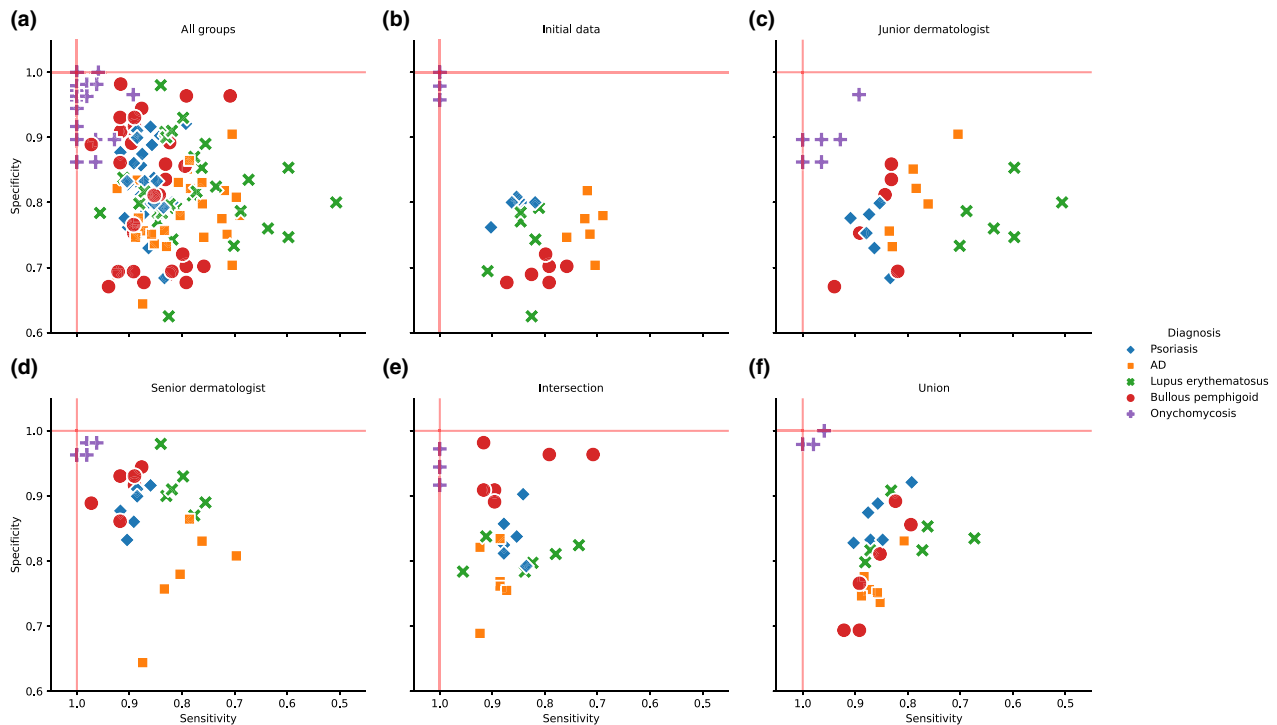 (a)
All groups
(b)
Initial data
(c)
Junior dermatologist
1.0
0.9
0.8
0.7
0.6
Specificity
Diagnosis
Psoriasis
AD
Lupus erythematosus
Bullous pemphigoid
Onychomycosis
(d)
Senior dermatologist
(e)
Intersection
(f)
Union
1.0
0.9
0.8
0.7
0.6
Specificity
1.0 0.9 0.8 0.7 0.6 0.5
Sensitivity
1.0 0.9 0.8 0.7 0.6 0.5
Sensitivity
1.0 0.9 0.8 0.7 0.6 0.5
Sensitivity